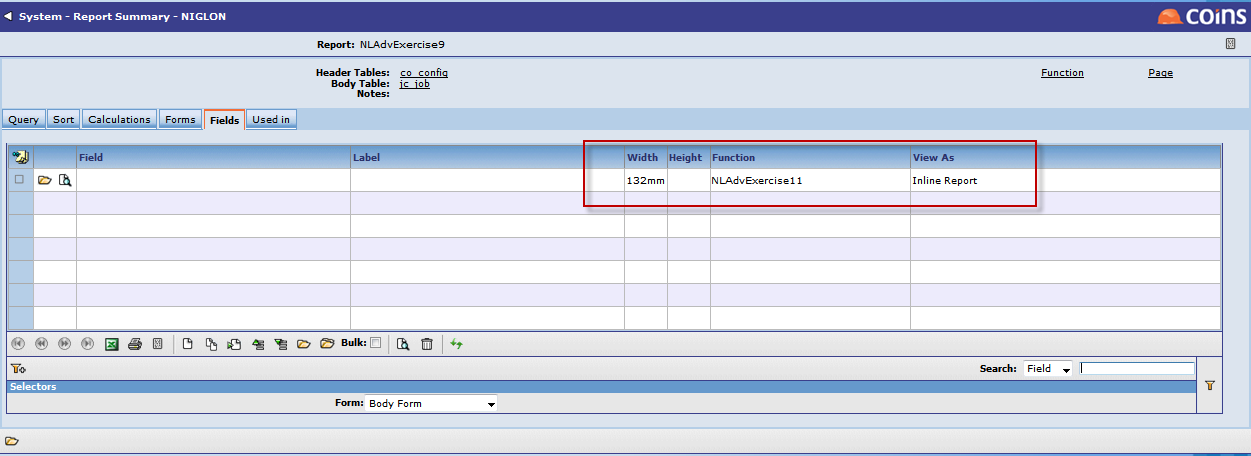 System - Report Summary - NIGLON
coins
Report: NLAdvExercise9
Header Tables: co_config
Function Page
Body Table: jc_job
Notes:
Query Sort Calculations Forms Fields Used in
Field Label Width Height Function View As
132mm NLAdvExercise11 Inline Report
Bulk:
Search: Field
Selectors
Form: Body Form